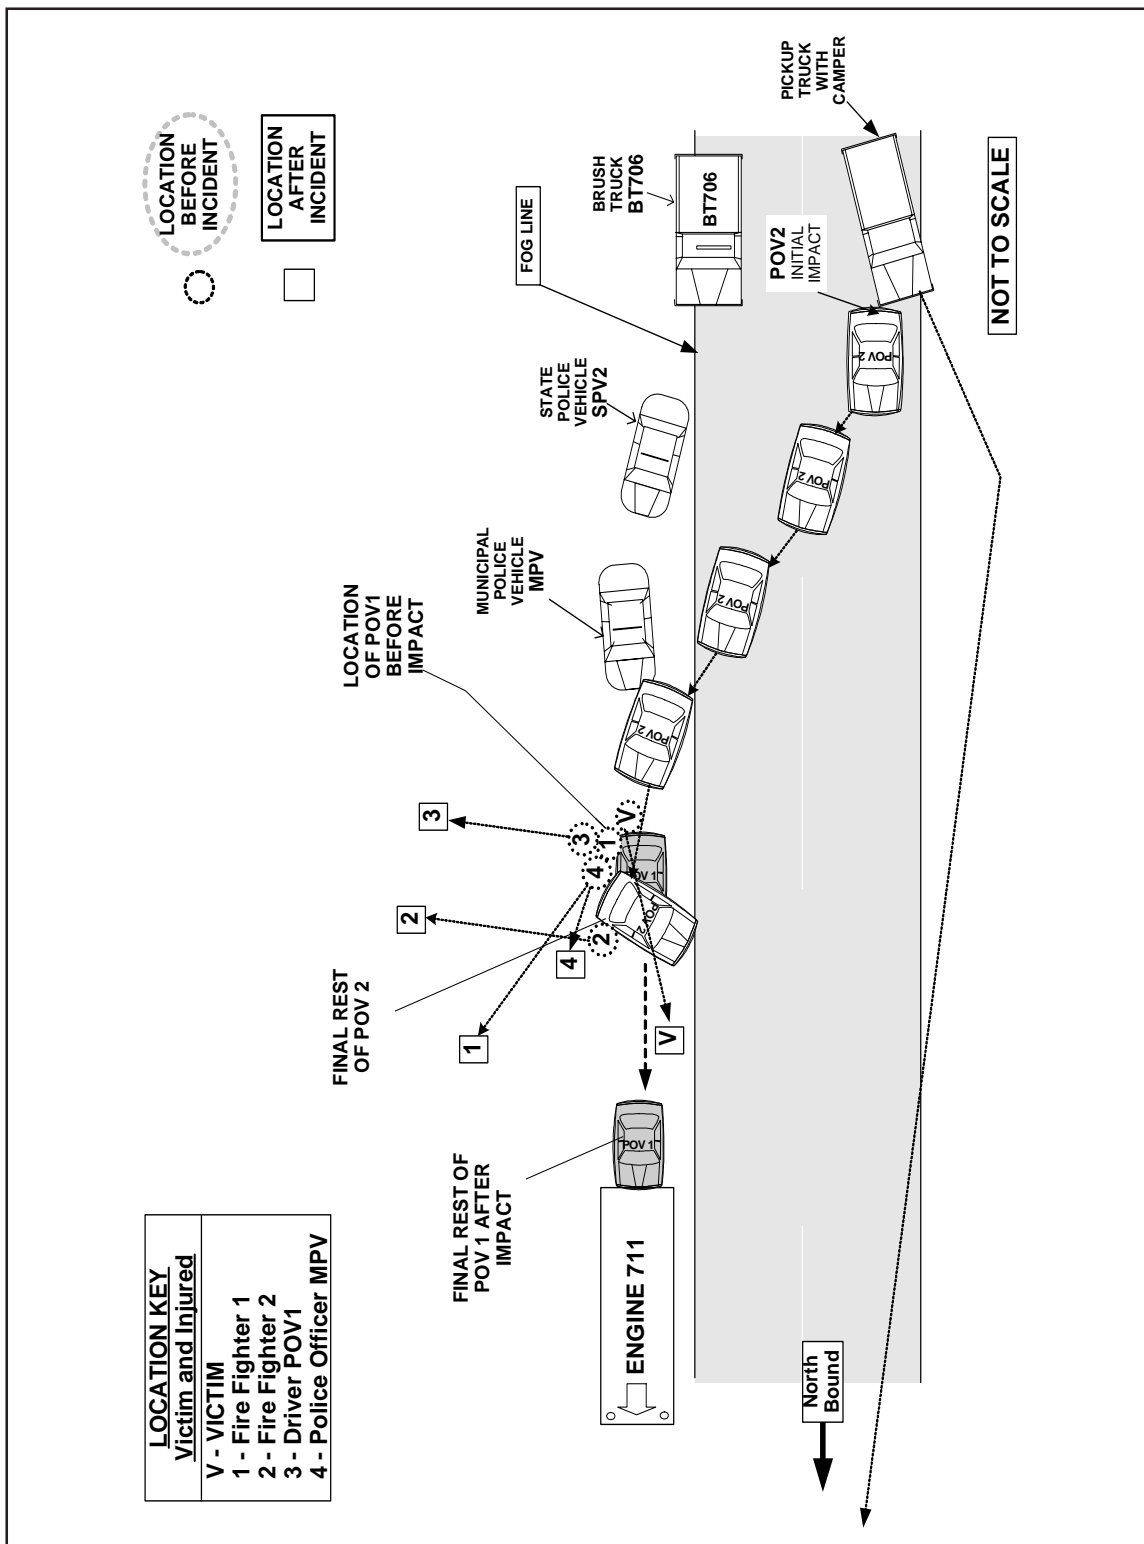 LOCATION KEY
Victim and Injured
V - VICTIM
1 - Fire Fighter 1
2 - Fire Fighter 2
3 - Driver POV1
4 - Police Officer MPV
LOCATION
BEFORE
INCIDENT
LOCATION
AFTER
INCIDENT
FINAL REST OF
POV 1 AFTER
IMPACT
FINAL REST
OF POV 2
LOCATION
OF POV1
BEFORE
IMPACT
MUNICIPAL
POLICE
VEHICLE
MPV
STATE
POLICE
VEHICLE
SPV2
FOG LINE
BRUSH
TRUCK
BT706
BT706
PICKUP
TRUCK
WITH
CAMPER
POV2
INITIAL
IMPACT
ENGINE 711
POV 1
1
2
3
4
V
2
4
3
1
V
POV 1
POV 2
POV 2
POV 2
POV 2
POV 2
North
Bound
NOT TO SCALE